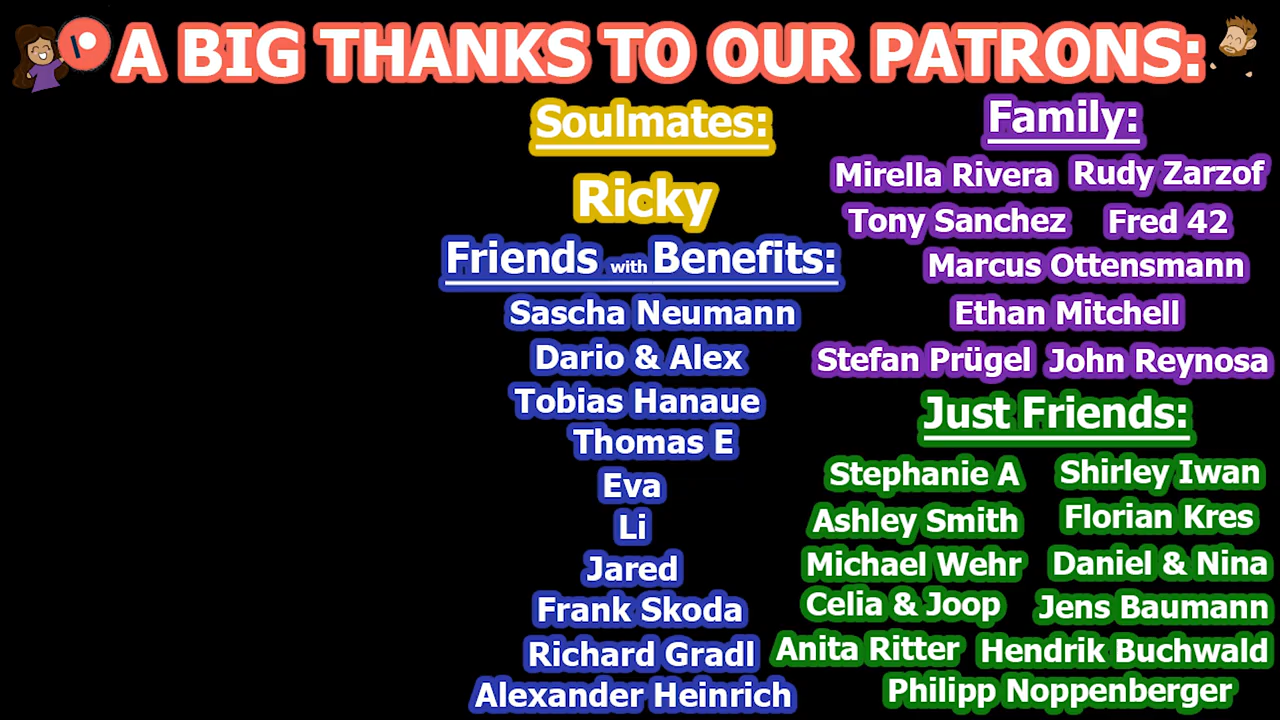 A BIG THANKS TO OUR PATRONS:
Soulmates:
Ricky
Friends with Benefits:
Sascha Neumann
Dario & Alex
Tobias Hanaue
Thomas E
Eva
Li
Jared
Frank Skoda
Richard Gradl
Alexander Heinrich
Family:
Mirella Rivera Rudy Zarzof
Tony Sanchez Fred 42
Marcus Ottensmann
Ethan Mitchell
Stefan Prügel John Reynosa
Just Friends:
Stephanie A Shirley Iwan
Ashley Smith Florian Kres
Michael Wehr Daniel & Nina
Celia & Joop Jens Baumann
Anita Ritter Hendrik Buchwald
Philipp Noppenberger